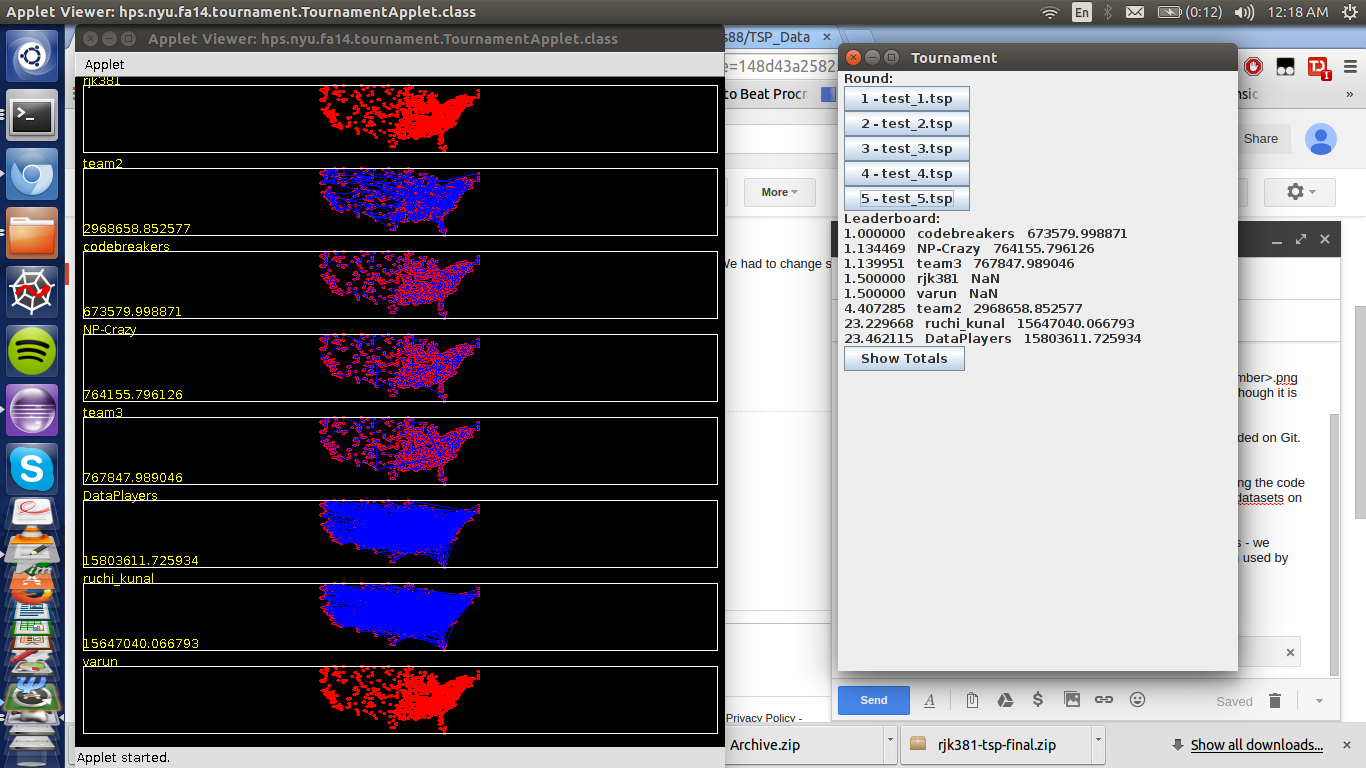 Applet Viewer: hps.nyu.fa14.tournament.TournamentApplet.class
En
(0:12)
12:18 AM
Applet Viewer: hps.nyu.fa14.tournament.TournamentApplet.class
Applet
rjk381
team2
2968658.852577
codebreakers
673579.998871
NP-Crazy
764155.796126
team3
767847.989046
DataPlayers
15803611.725934
ruchi_kunal
15647040.066793
varun
Applet started.
s88/TSP_Data
e=148d43a2582
to Beat Procr
Share
More
We had to change s
Tournament
Round:
1 - test_1.tsp
2 - test_2.tsp
3 - test_3.tsp
4 - test_4.tsp
5 - test_5.tsp
Leaderboard:
1.000000 codebreakers 673579.998871
1.134469 NP-Crazy 764155.796126
1.139951 team3 767847.989046
1.500000 rjk381 NaN
1.500000 varun NaN
4.407285 team2 2968658.852577
23.229668 ruchi_kunal 15647040.066793
23.462115 DataPlayers 15803611.725934
Show Totals
mber>.png
hough it is
ded on Git.
ng the code
datasets on
s - we
used by
Send
Saved
Privacy Policy -
Archive.zip
rjk381-tsp-final.zip
Show all downloads...